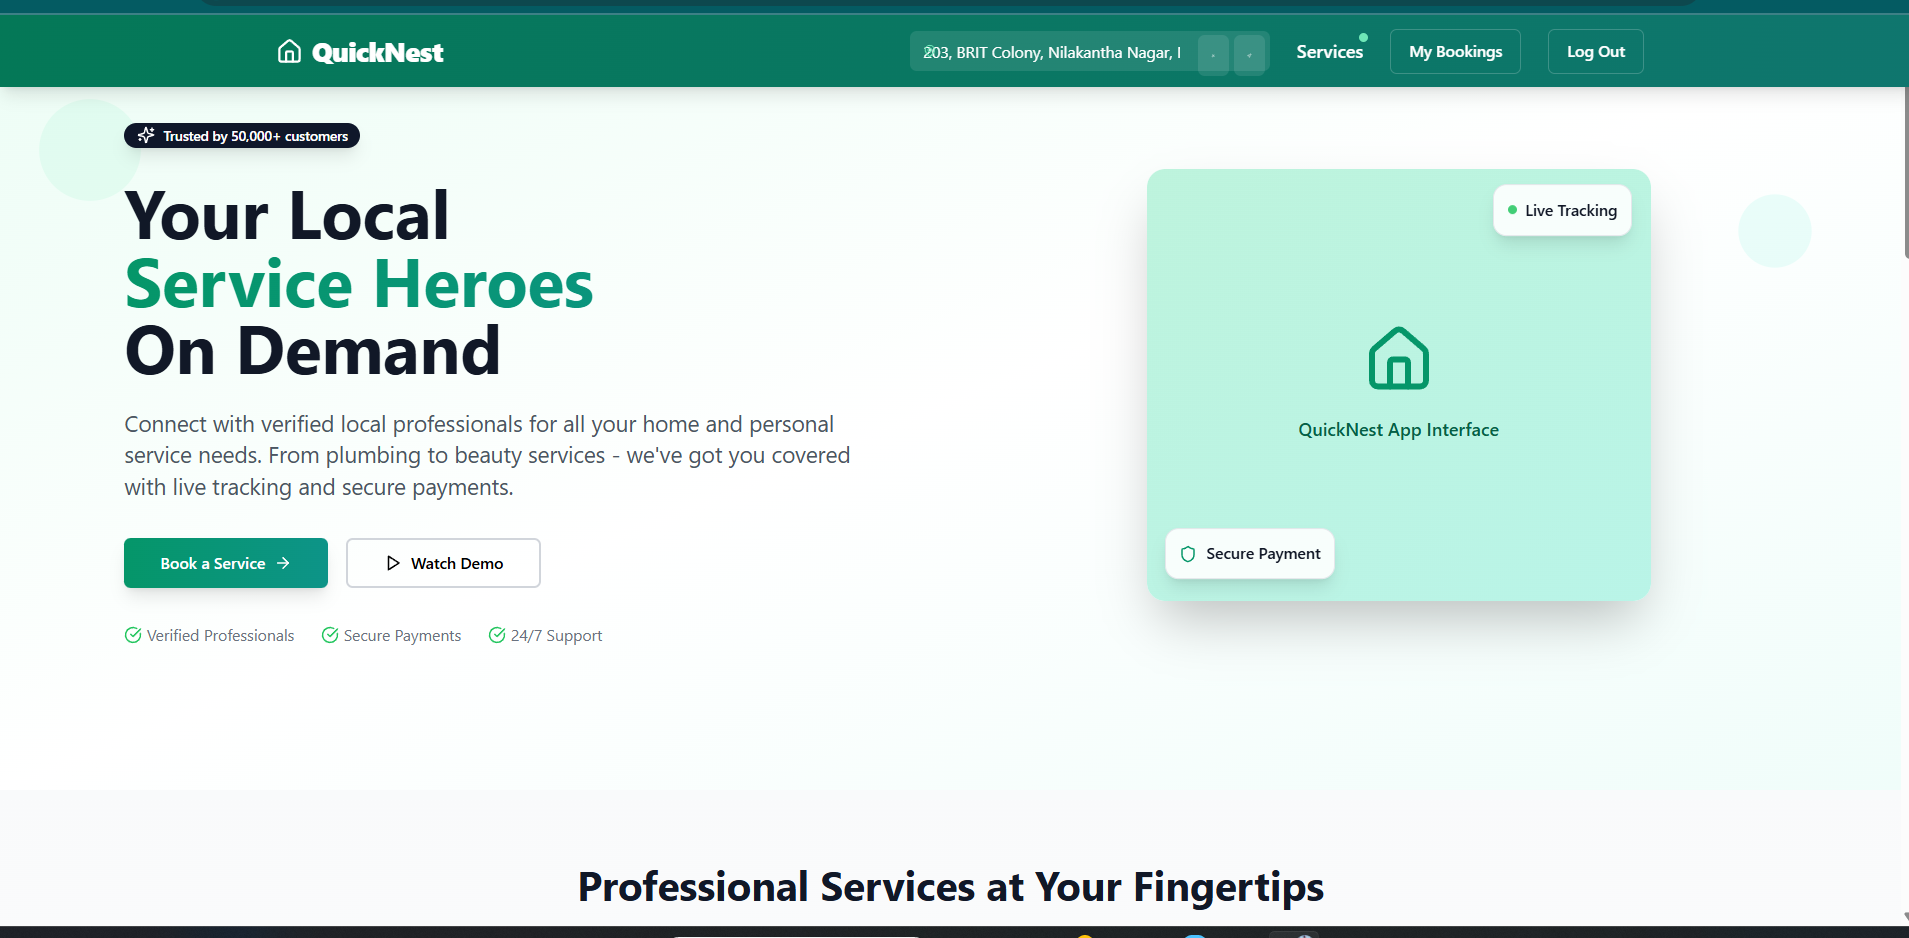 QuickNest
203, BRIT Colony, Nilakantha Nagar,
Services
My Bookings
Log Out
Trusted by 50,000+ customers
Your Local
Service Heroes
On Demand
Connect with verified local professionals for all your home and personal
service needs. From plumbing to beauty services - we've got you covered
with live tracking and secure payments.
Book a Service
Watch Demo
Verified Professionals
Secure Payments
24/7 Support
Live Tracking
QuickNest App Interface
Secure Payment
Professional Services at Your Fingertips